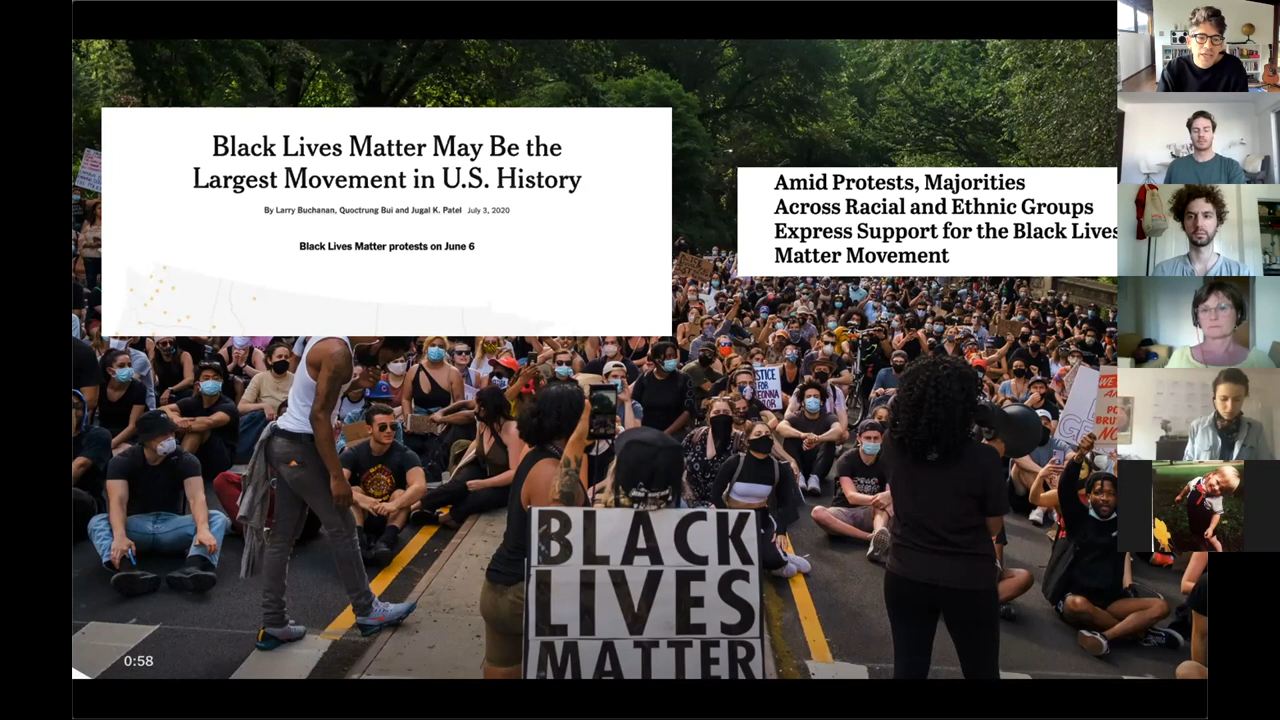 Black Lives Matter May Be the
Largest Movement in U.S. History
By Larry Buchanan, Quoctrung Bui and Jugal K. Patel July 3, 2020
Black Lives Matter protests on June 6
Amid Protests, Majorities
Across Racial and Ethnic Groups
Express Support for the Black Lives
Matter Movement
FOR
BLACK
LIVES
MATTER
0:58